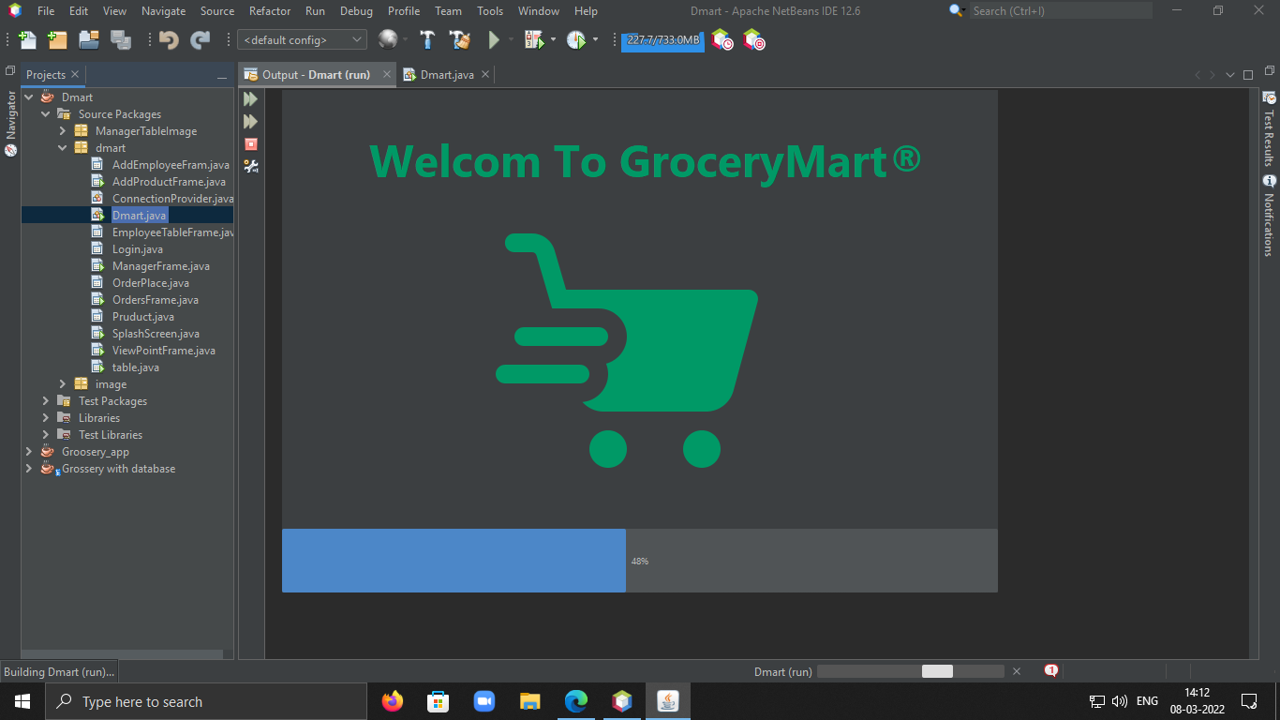 File Edit View Navigate Source Refactor Run Debug Profile Team Tools Window Help
Dmart - Apache NetBeans IDE 12.6
Search (Ctrl+I)
<default config>
227.7/733.0MB
Projects
Output - Dmart (run)
Dmart.java
Navigator
Dmart
Source Packages
ManagerTableImage
dmart
AddEmployeeFram.java
AddProductFrame.java
ConnectionProvider.java
Dmart.java
EmployeeTableFrame.jav
Login.java
ManagerFrame.java
OrderPlace.java
OrdersFrame.java
Pruduct.java
SplashScreen.java
ViewPointFrame.java
table.java
image
Test Packages
Libraries
Test Libraries
Groosery_app
Grossery with database
Welcom To GroceryMart®
48%
Test Results
Notifications
Building Dmart (run)...
Dmart (run)
1
Type here to search
ENG
14:12
08-03-2022